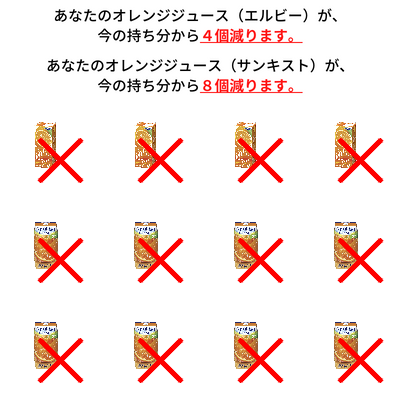 あなたのオレンジジュース（エルビー）が、
今の持ち分から４個減ります。
あなたのオレンジジュース（サンキスト）が、
今の持ち分から８個減ります。